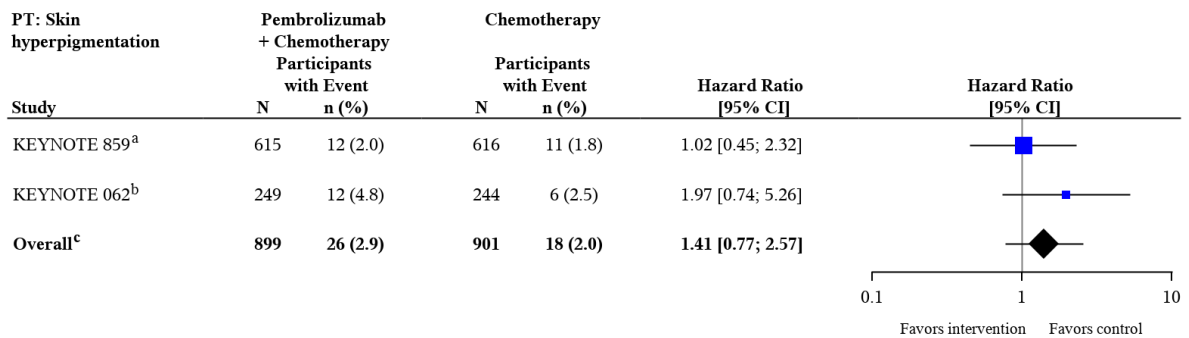 PT: Skin hyperpigmentation
Pembrolizumab + Chemotherapy
Chemotherapy
Participants with Event
Participants with Event
Hazard Ratio [95% CI]
Hazard Ratio [95% CI]
Study N n (%) N n (%)
KEYNOTE 859a 615 12 (2.0) 616 11 (1.8) 1.02 [0.45; 2.32]
KEYNOTE 062b 249 12 (4.8) 244 6 (2.5) 1.97 [0.74; 5.26]
Overallc 899 26 (2.9) 901 18 (2.0) 1.41 [0.77; 2.57]
0.1 1 10
Favors intervention Favors control